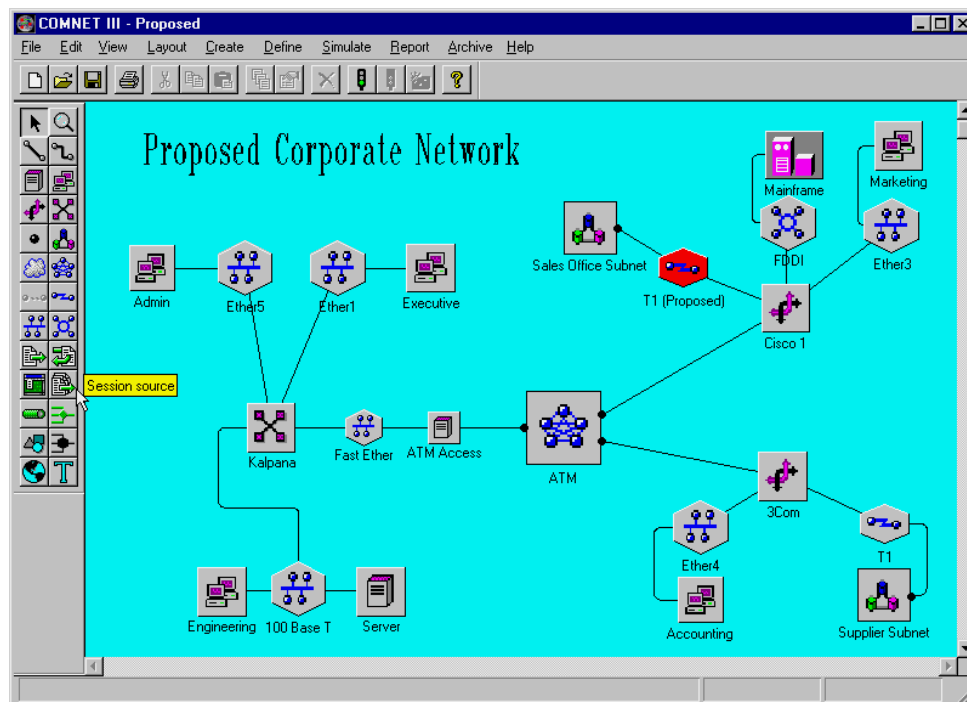 COMNET III - Proposed
File Edit View Layout Create Define Simulate Report Archive Help
Proposed Corporate Network
Mainframe
Marketing
Sales Office Subnet
FDDI
Ether3
T1 (Proposed)
Admin
Ether5
Ether1
Executive
Cisco 1
Session source
Kalpana
Fast Ether
ATM Access
ATM
3Com
Ether4
T1
Engineering
100 Base T
Server
Accounting
Supplier Subnet